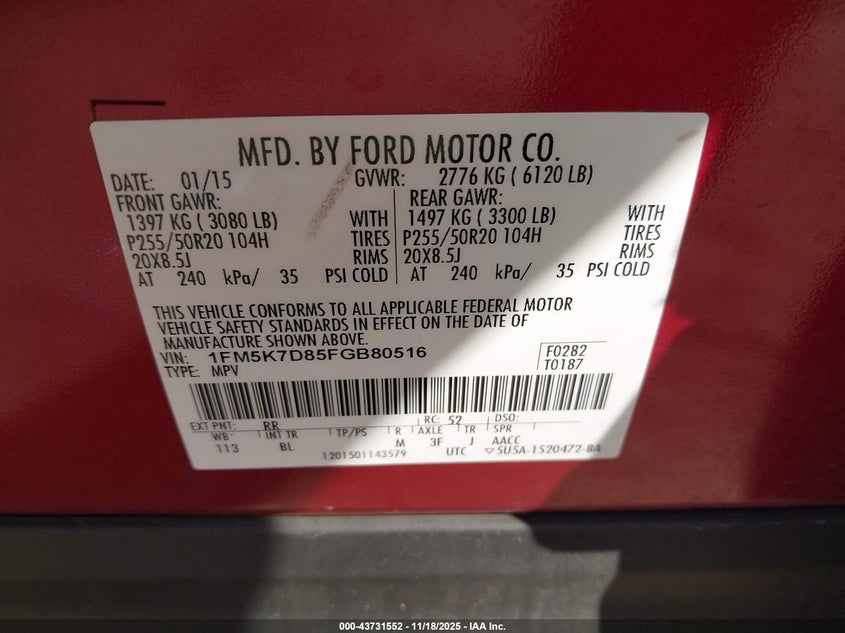 MFD. BY FORD MOTOR CO.
DATE: 01/15 GVWR: 2776 KG ( 6120 LB)
FRONT GAWR: REAR GAWR:
1397 KG ( 3080 LB) WITH 1497 KG ( 3300 LB) WITH
P255/50R20 104H TIRES P255/50R20 104H TIRES
20X8.5J RIMS 20X8.5J RIMS
AT 240 kPa/ 35 PSI COLD AT 240 kPa/ 35 PSI COLD
THIS VEHICLE CONFORMS TO ALL APPLICABLE FEDERAL MOTOR
VEHICLE SAFETY STANDARDS IN EFFECT ON THE DATE OF
MANUFACTURE SHOWN ABOVE.
VIN: 1FM5K7D85FGB80516 F0282
TYPE: MPV T0187
EXT PNT: RR RC: 52 DSO:
WB INT TR TP/PS R AXLE TR SPR
113 BL M 3F J AACC
1201501143579 UTC ▽5U5A-1520472-BA
000-43731552 - 11/18/2025 - IAA Inc.